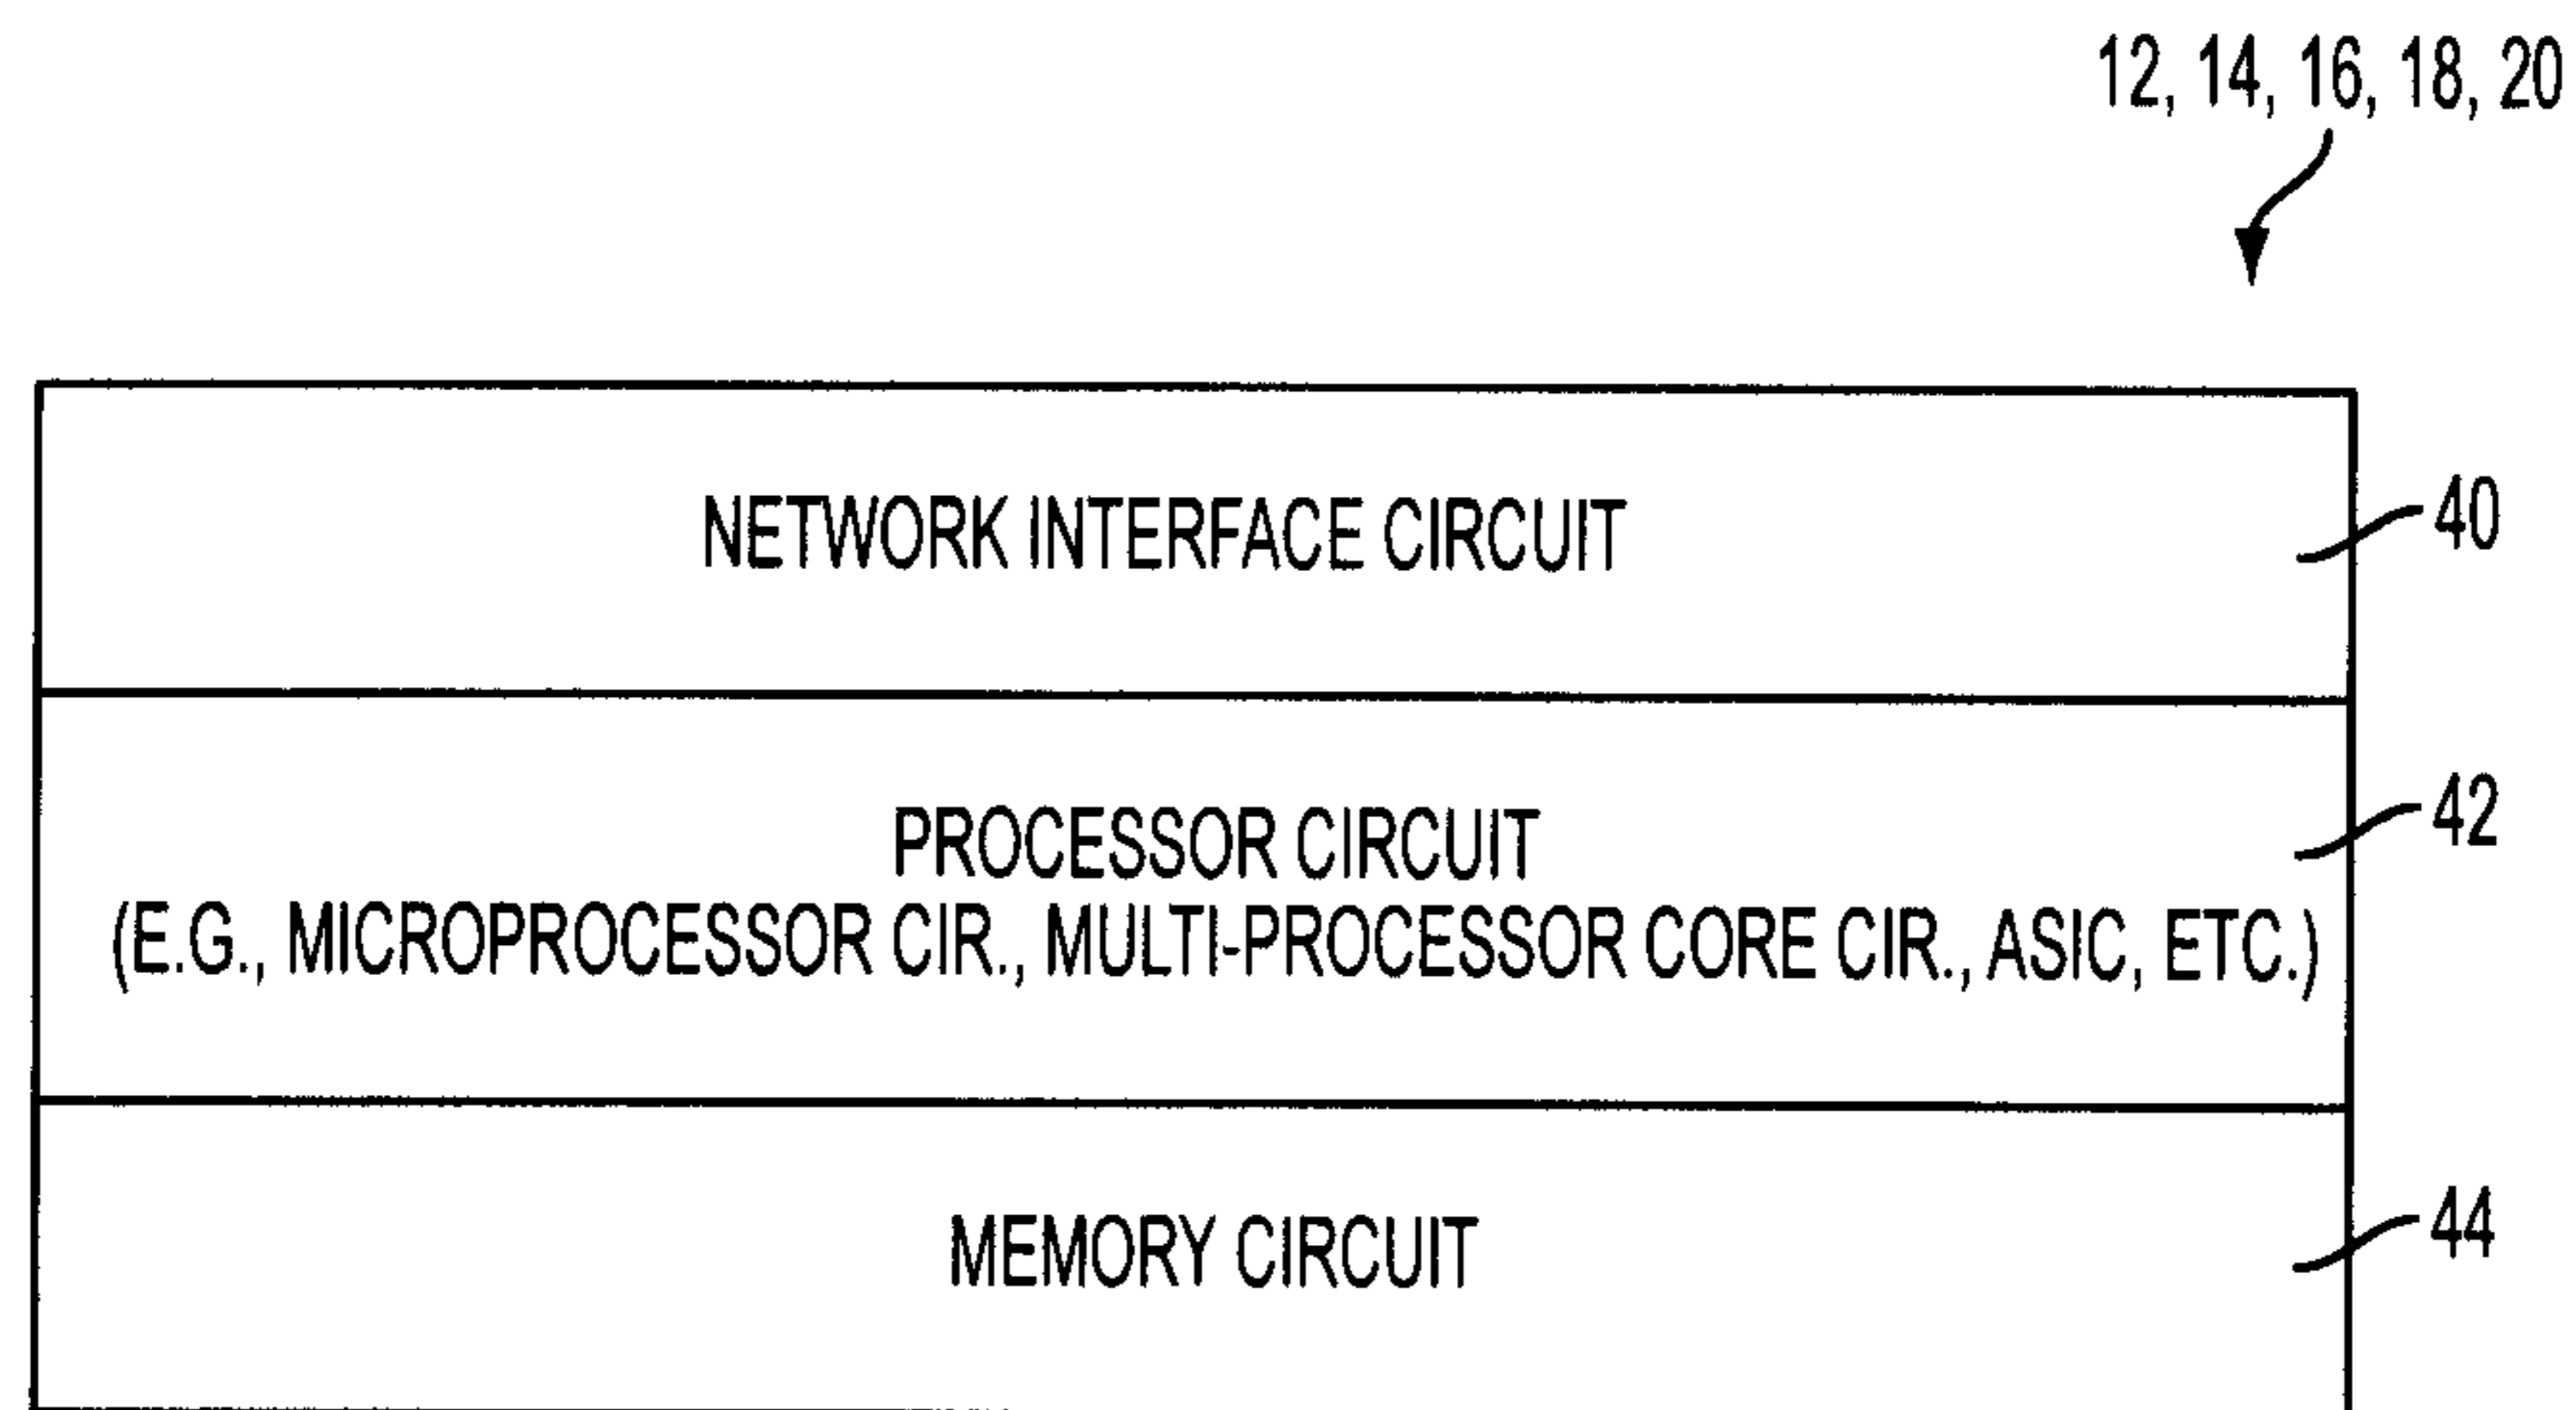 12, 14, 16, 18, 20
NETWORK INTERFACE CIRCUIT
40
PROCESSOR CIRCUIT
(E.G., MICROPROCESSOR CIR., MULTI-PROCESSOR CORE CIR., ASIC, ETC.)
42
MEMORY CIRCUIT
44